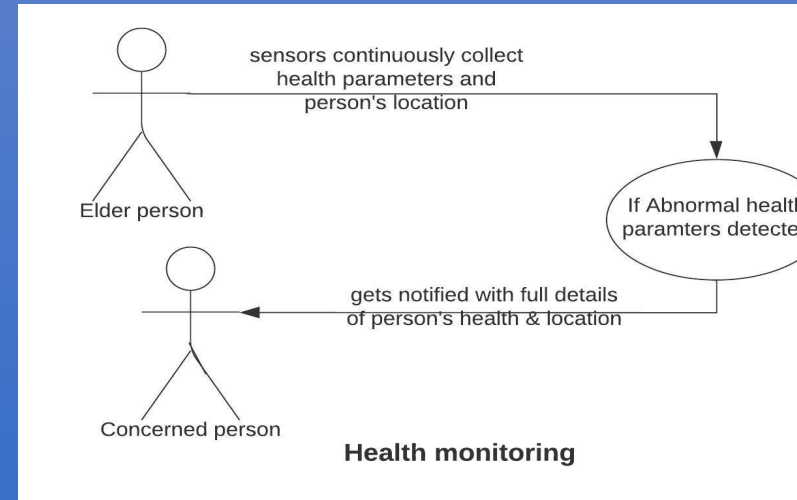 sensors continuously collect
health parameters and
person's location
Elder person
If Abnormal health
paramters detecte
gets notified with full details
of person's health & location
Concerned person
Health monitoring